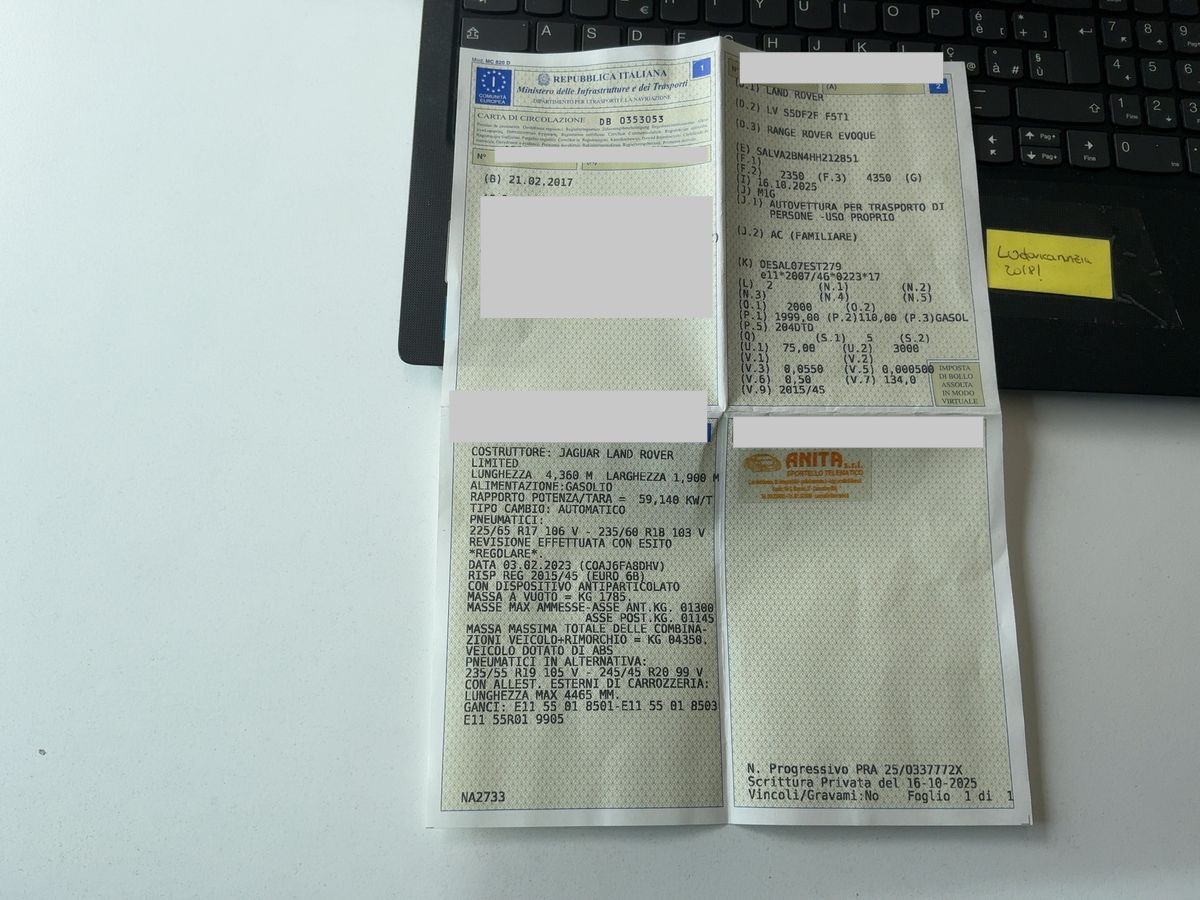 Mod. MC 820 D
COMUNITÀ EUROPEA
REPUBBLICA ITALIANA
1
Ministero delle Infrastrutture e dei Trasporti
DIPARTIMENTO PER I TRASPORTI E LA NAVIGAZIONE
CARTA DI CIRCOLAZIONE DB 0353053
N°
(B) 21.02.2017
(A)
2
(D.1) LAND ROVER
(D.2) LV S5DF2F F5T1
(D.3) RANGE ROVER EVOQUE
(E) SALVA2BN4HH212851
(F.1)
(F.2) 2350 (F.3) 4350 (G)
(I) 16.10.2025
(J) M1G
(J.1) AUTOVETTURA PER TRASPORTO DI
PERSONE -USO PROPRIO
(J.2) AC (FAMILIARE)
(K) OESAL07EST279
e11*2007/46*0223*17
(L) 2 (N.1) (N.2)
(N.3) (N.4) (N.5)
(O.1) 2000 (O.2)
(P.1) 1999,00 (P.2)110,00 (P.3)GASOL
(P.5) 204DTD
(Q) (S.1) 5 (S.2)
(U.1) 75,00 (U.2) 3000
(V.1) (V.2)
(V.3) 0,0550 (V.5) 0,000500
(V.6) 0,50 (V.7) 134,0
(V.9) 2015/45
IMPOSTA
DI BOLLO
ASSOLTA
IN MODO
VIRTUALE
COSTRUTTORE: JAGUAR LAND ROVER
LIMITED
LUNGHEZZA 4,360 M LARGHEZZA 1,900 M
ALIMENTAZIONE:GASOLIO
RAPPORTO POTENZA/TARA = 59,140 KW/T
TIPO CAMBIO: AUTOMATICO
PNEUMATICI:
225/65 R17 106 V - 235/60 R18 103 V
REVISIONE EFFETTUATA CON ESITO
*REGOLARE*.
DATA 03.02.2023 (COAJ6FA8DHV)
RISP REG 2015/45 (EURO 6B)
CON DISPOSITIVO ANTIPARTICOLATO
MASSA A VUOTO = KG 1785.
MASSE MAX AMMESSE-ASSE ANT.KG. 01300
ASSE POST.KG. 01145
MASSA MASSIMA TOTALE DELLE COMBINA-
ZIONI VEICOLO+RIMORCHIO = KG 04350.
VEICOLO DOTATO DI ABS
PNEUMATICI IN ALTERNATIVA:
235/55 R19 105 V - 245/45 R20 99 V
CON ALLEST. ESTERNI DI CARROZZERIA:
LUNGHEZZA MAX 4465 MM.
GANCI: E11 55 01 8501-E11 55 01 8503
E11 55R01 9905
NA2733
ANITA s.r.l.
SPORTELLO TELEMATICO
N. Progressivo PRA 25/O337772X
Scrittura Privata del 16-10-2025
Vincoli/Gravami:No Foglio 1 di 1
2018!
A S D F G H J K L
U I O P
Pag
Pag
Fine
Fine
Ins